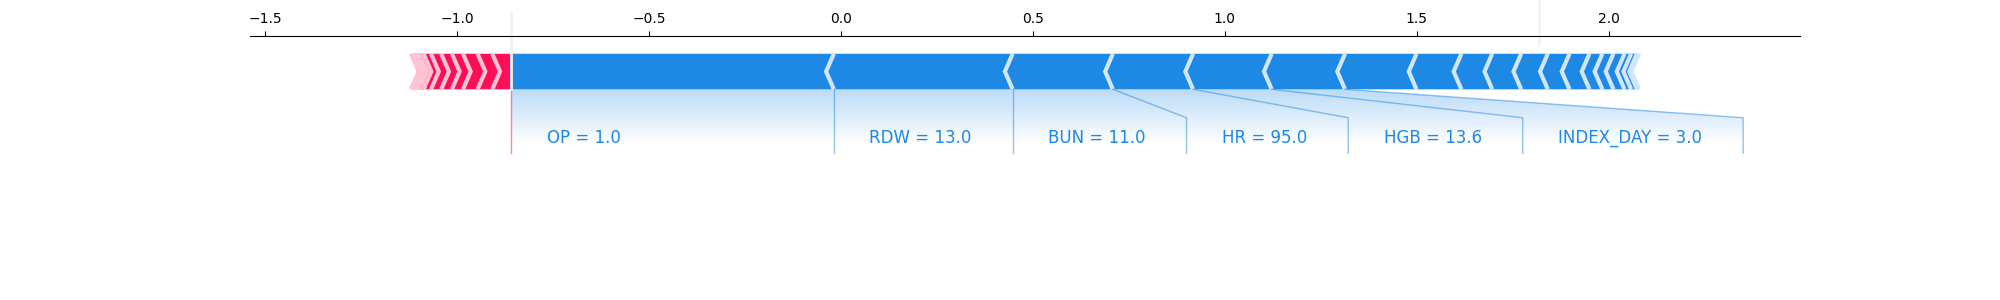 −1.5 −1.0 −0.5 0.0 0.5 1.0 1.5 2.0
OP = 1.0 RDW = 13.0 BUN = 11.0 HR = 95.0 HGB = 13.6 INDEX_DAY = 3.0